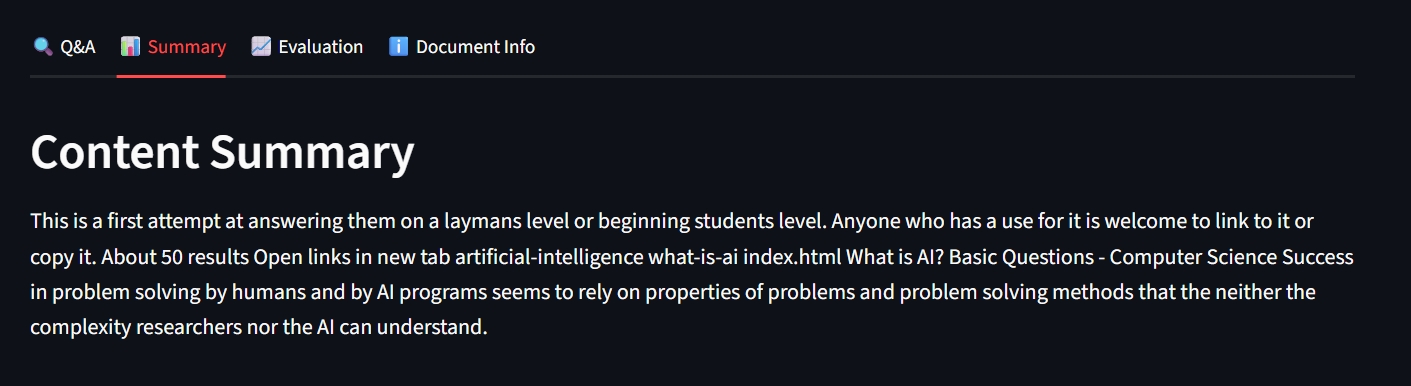 Q&A Summary Evaluation Document Info
Content Summary
This is a first attempt at answering them on a laymans level or beginning students level. Anyone who has a use for it is welcome to link to it or
copy it. About 50 results Open links in new tab artificial-intelligence what-is-ai index.html What is AI? Basic Questions - Computer Science Success
in problem solving by humans and by AI programs seems to rely on properties of problems and problem solving methods that the neither the
complexity researchers nor the AI can understand.